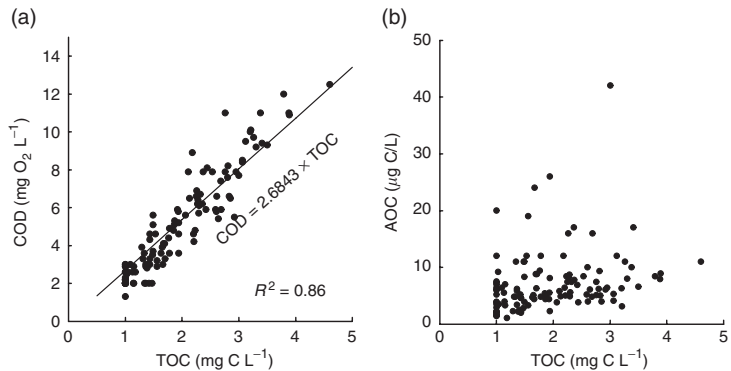 (a)
14
12
10
8
6
4
2
0
COD (mg O₂ L⁻¹)
COD = 2.6843 × TOC
R² = 0.86
0 1 2 3 4 5
TOC (mg C L⁻¹)
(b)
50
40
30
20
10
0
AOC (µg C/L)
0 1 2 3 4 5
TOC (mg C L⁻¹)